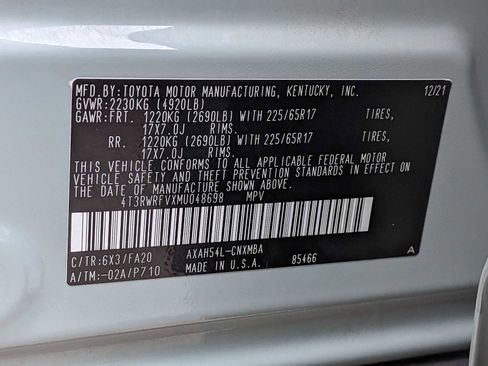 MFD.BY:TOYOTA MOTOR MANUFACTURING, KENTUCKY, INC. 12/21
GVWR:2230KG (4920LB)
GAWR:FRT. 1220KG (2690LB) WITH 225/65R17 TIRES,
17X7.0J RIMS.
RR. 1220KG (2690LB) WITH 225/65R17 TIRES,
17X7.0J RIMS.
THIS VEHICLE CONFORMS TO ALL APPLICABLE FEDERAL MOTOR
VEHICLE SAFETY AND THEFT PREVENTION STANDARDS IN EFFECT ON
THE DATE OF MANUFACTURE SHOWN ABOVE.
4T3RWRFVXMU048698 MPV
C/TR:6X3/FA20 AXAH54L-CNXMBA A
A/TM:-02A/P710 MADE IN U.S.A. 85466